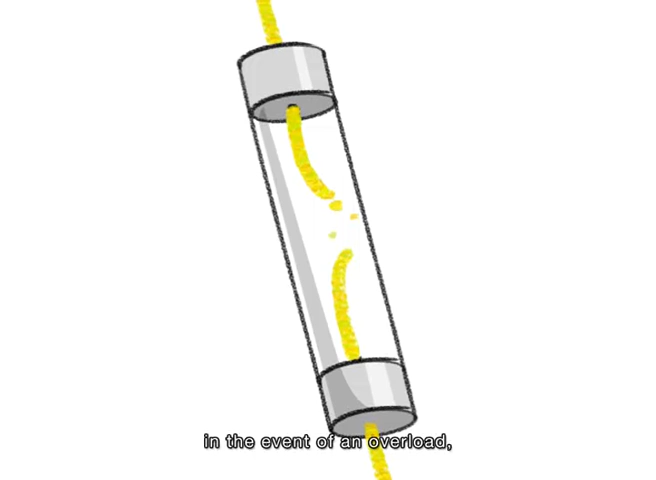 in the event of an overload,